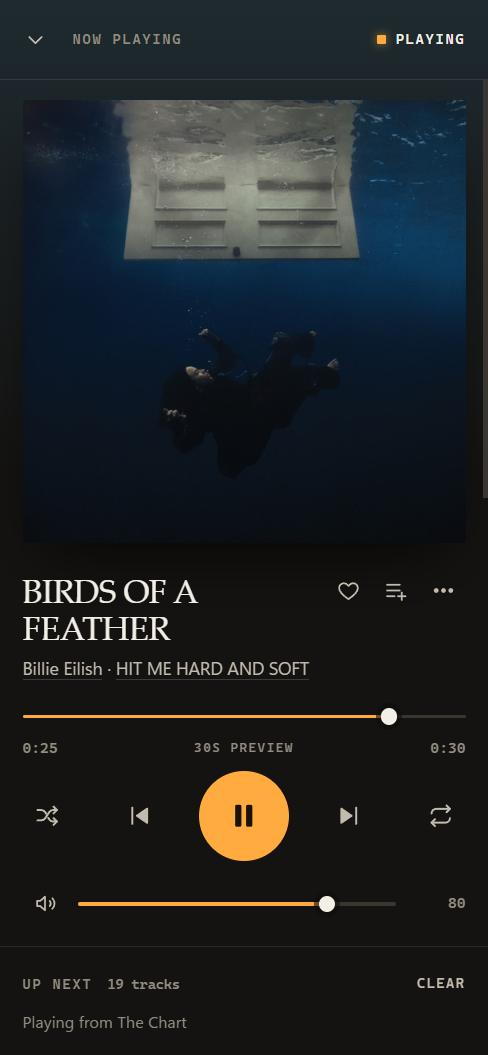 NOW PLAYING
PLAYING
BIRDS OF A
FEATHER
Billie Eilish · HIT ME HARD AND SOFT
0:25
30S PREVIEW
0:30
80
UP NEXT 19 tracks
CLEAR
Playing from The Chart